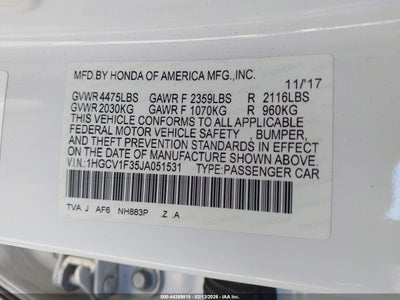 MFD. BY HONDA OF AMERICA MFG.,INC.
11/'17
GVWR 4475LBS GAWR F 2359LBS R 2116LBS
GVWR 2030KG GAWR F 1070KG R 960KG
THIS VEHICLE CONFORMS TO ALL APPLICABLE
FEDERAL MOTOR VEHICLE SAFETY , BUMPER,
AND THEFT PREVENTION STANDARDS IN EFFECT
ON THE DATE OF MANUFACTURE SHOWN ABOVE.
V.I.N.:1HGCV1F35JA051531 TYPE:PASSENGER CAR
TVA J AF6 NH883P .Z .A